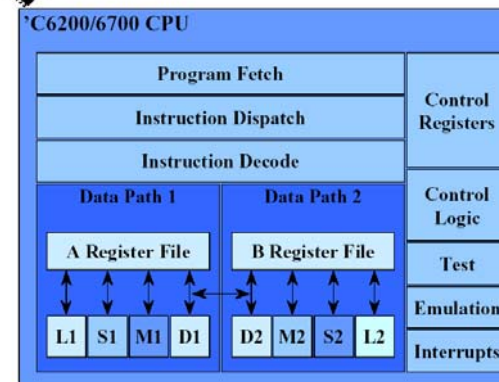 ’C6200/6700 CPU
Program Fetch
Instruction Dispatch
Instruction Decode
Control
Registers
Control
Logic
Test
Emulation
Interrupts
Data Path 1
Data Path 2
A Register File
B Register File
L1 S1 M1 D1
D2 M2 S2 L2